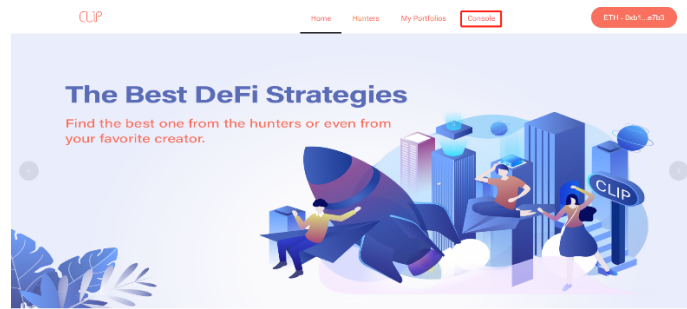 CLIP
Home Hunters My Portfolios Console ETH - 0xb1...e7b3
The Best DeFi Strategies
Find the best one from the hunters or even from
your favorite creator.
CLIP